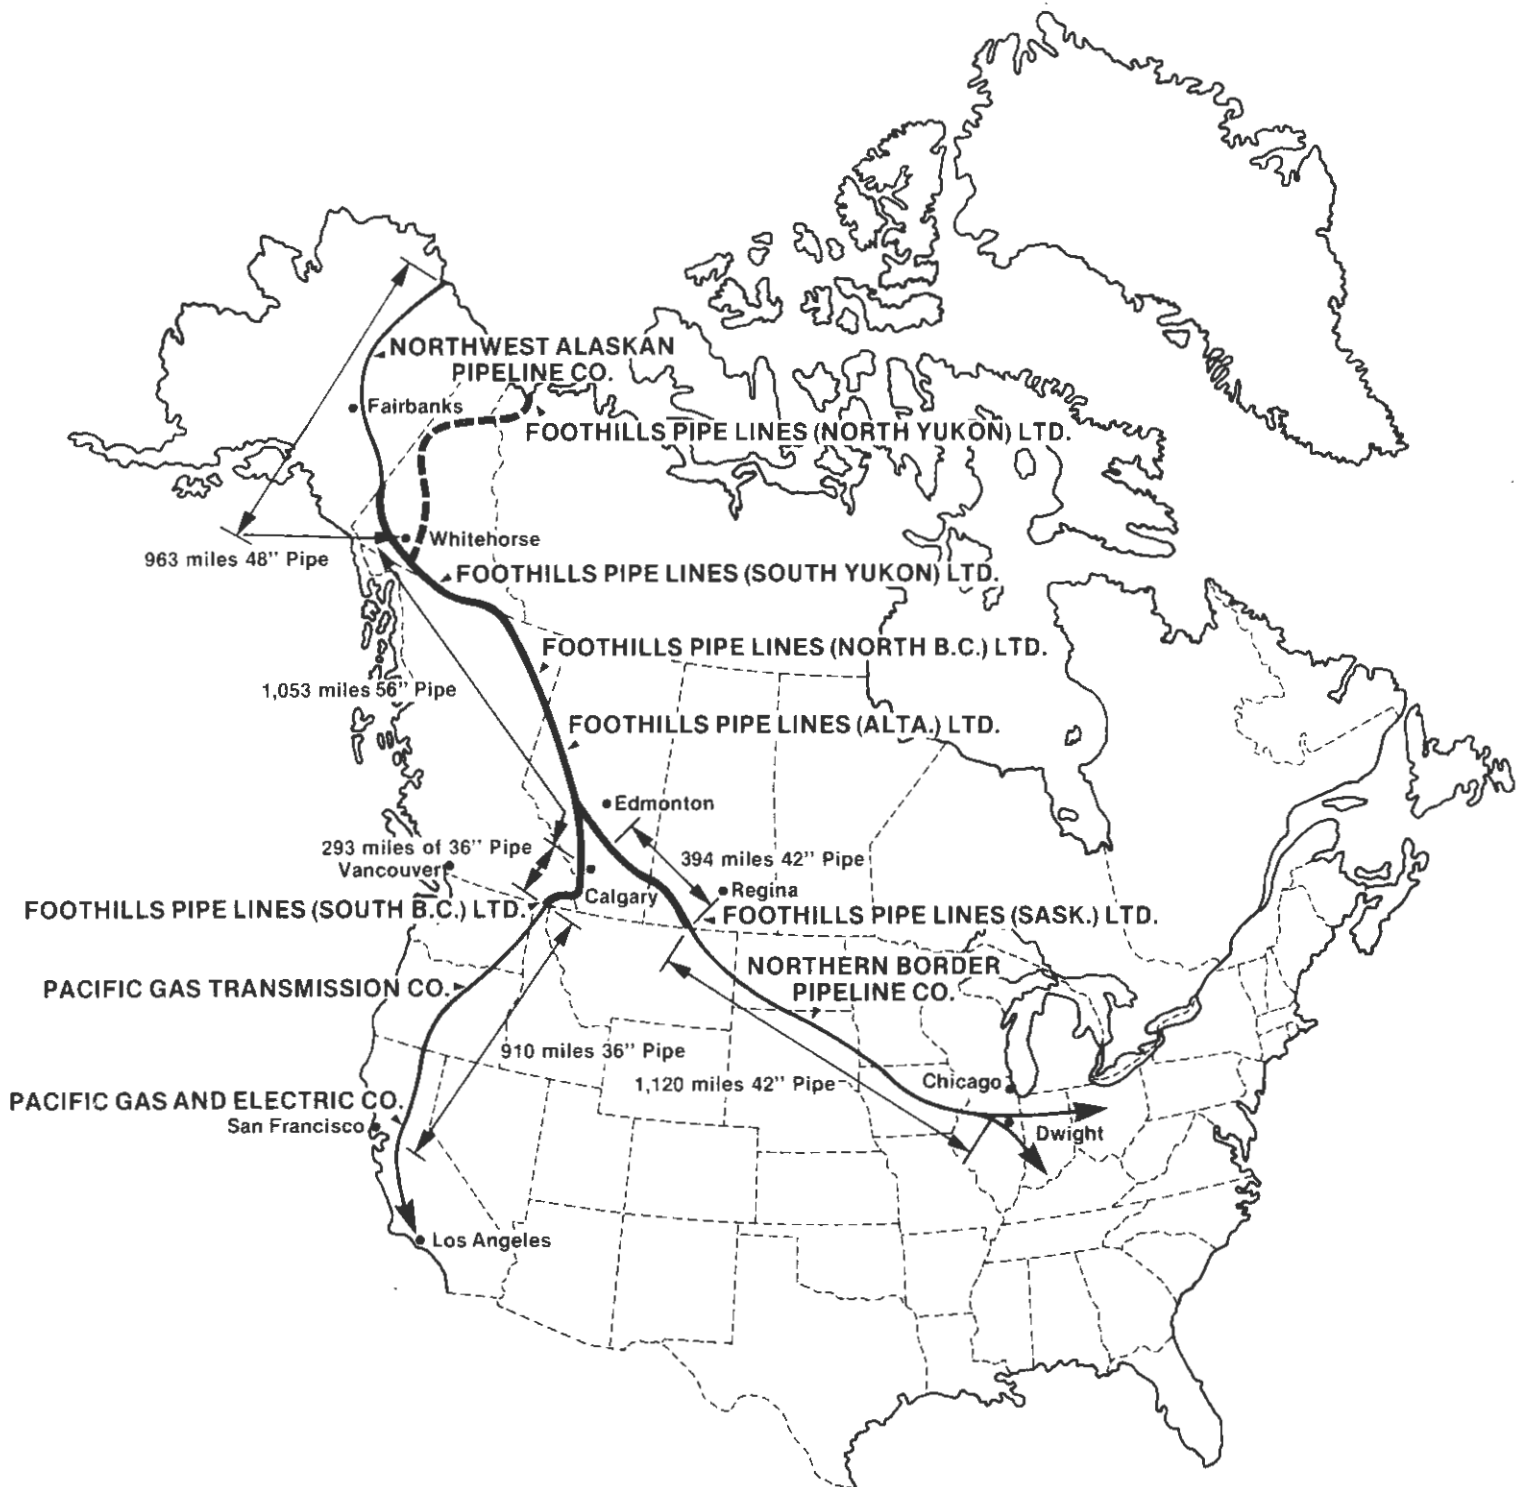 NORTHWEST ALASKAN
PIPELINE CO.
Fairbanks
FOOTHILLS PIPE LINES (NORTH YUKON) LTD.
Whitehorse
963 miles 48" Pipe
FOOTHILLS PIPE LINES (SOUTH YUKON) LTD.
FOOTHILLS PIPE LINES (NORTH B.C.) LTD.
1,053 miles 56" Pipe
FOOTHILLS PIPE LINES (ALTA.) LTD.
Edmonton
293 miles of 36" Pipe
394 miles 42" Pipe
Vancouver
Calgary
Regina
FOOTHILLS PIPE LINES (SOUTH B.C.) LTD.
FOOTHILLS PIPE LINES (SASK.) LTD.
NORTHERN BORDER
PIPELINE CO.
PACIFIC GAS TRANSMISSION CO.
910 miles 36" Pipe
1,120 miles 42" Pipe
Chicago
PACIFIC GAS AND ELECTRIC CO.
San Francisco
Dwight
Los Angeles